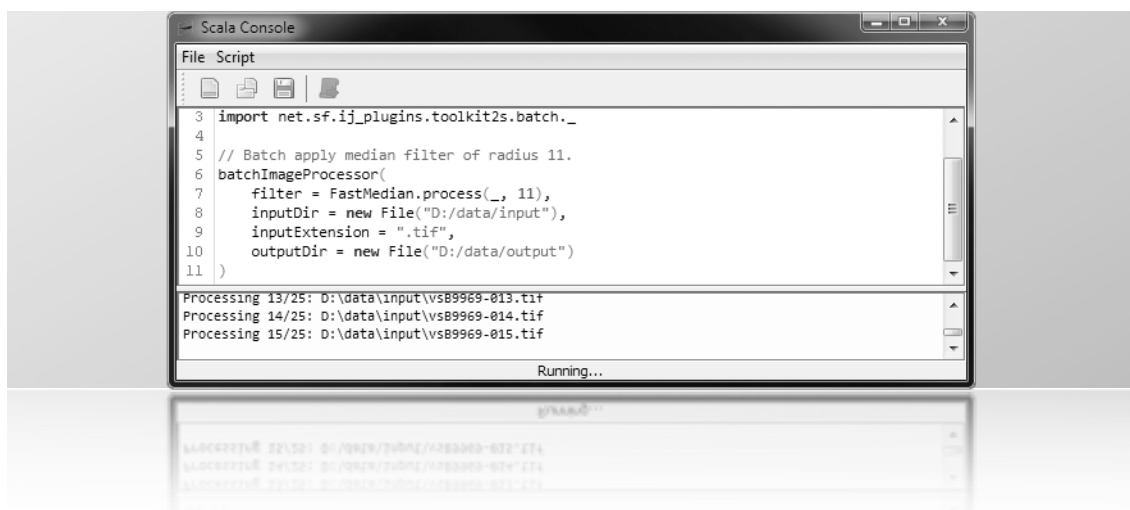 Scala Console
File Script
3 import net.sf.ij_plugins.toolkit2s.batch._
4
5 // Batch apply median filter of radius 11.
6 batchImageProcessor(
7 filter = FastMedian.process(_, 11),
8 inputDir = new File("D:/data/input"),
9 inputExtension = ".tif",
10 outputDir = new File("D:/data/output")
11 )
Processing 13/25: D:\data\input\vsB9969-013.tif
Processing 14/25: D:\data\input\vsB9969-014.tif
Processing 15/25: D:\data\input\vsB9969-015.tif
Running...